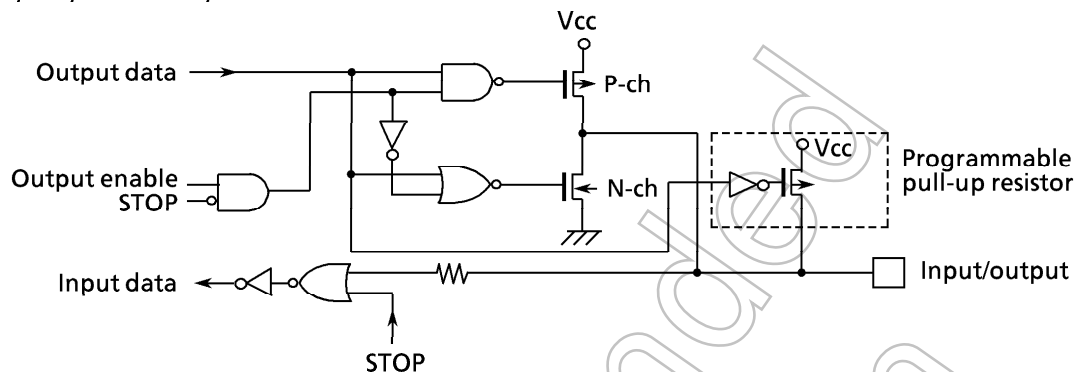 Vcc
Output data
P-ch
Vcc
Programmable
pull-up resistor
Output enable
STOP
N-ch
Input data
Input/output
STOP